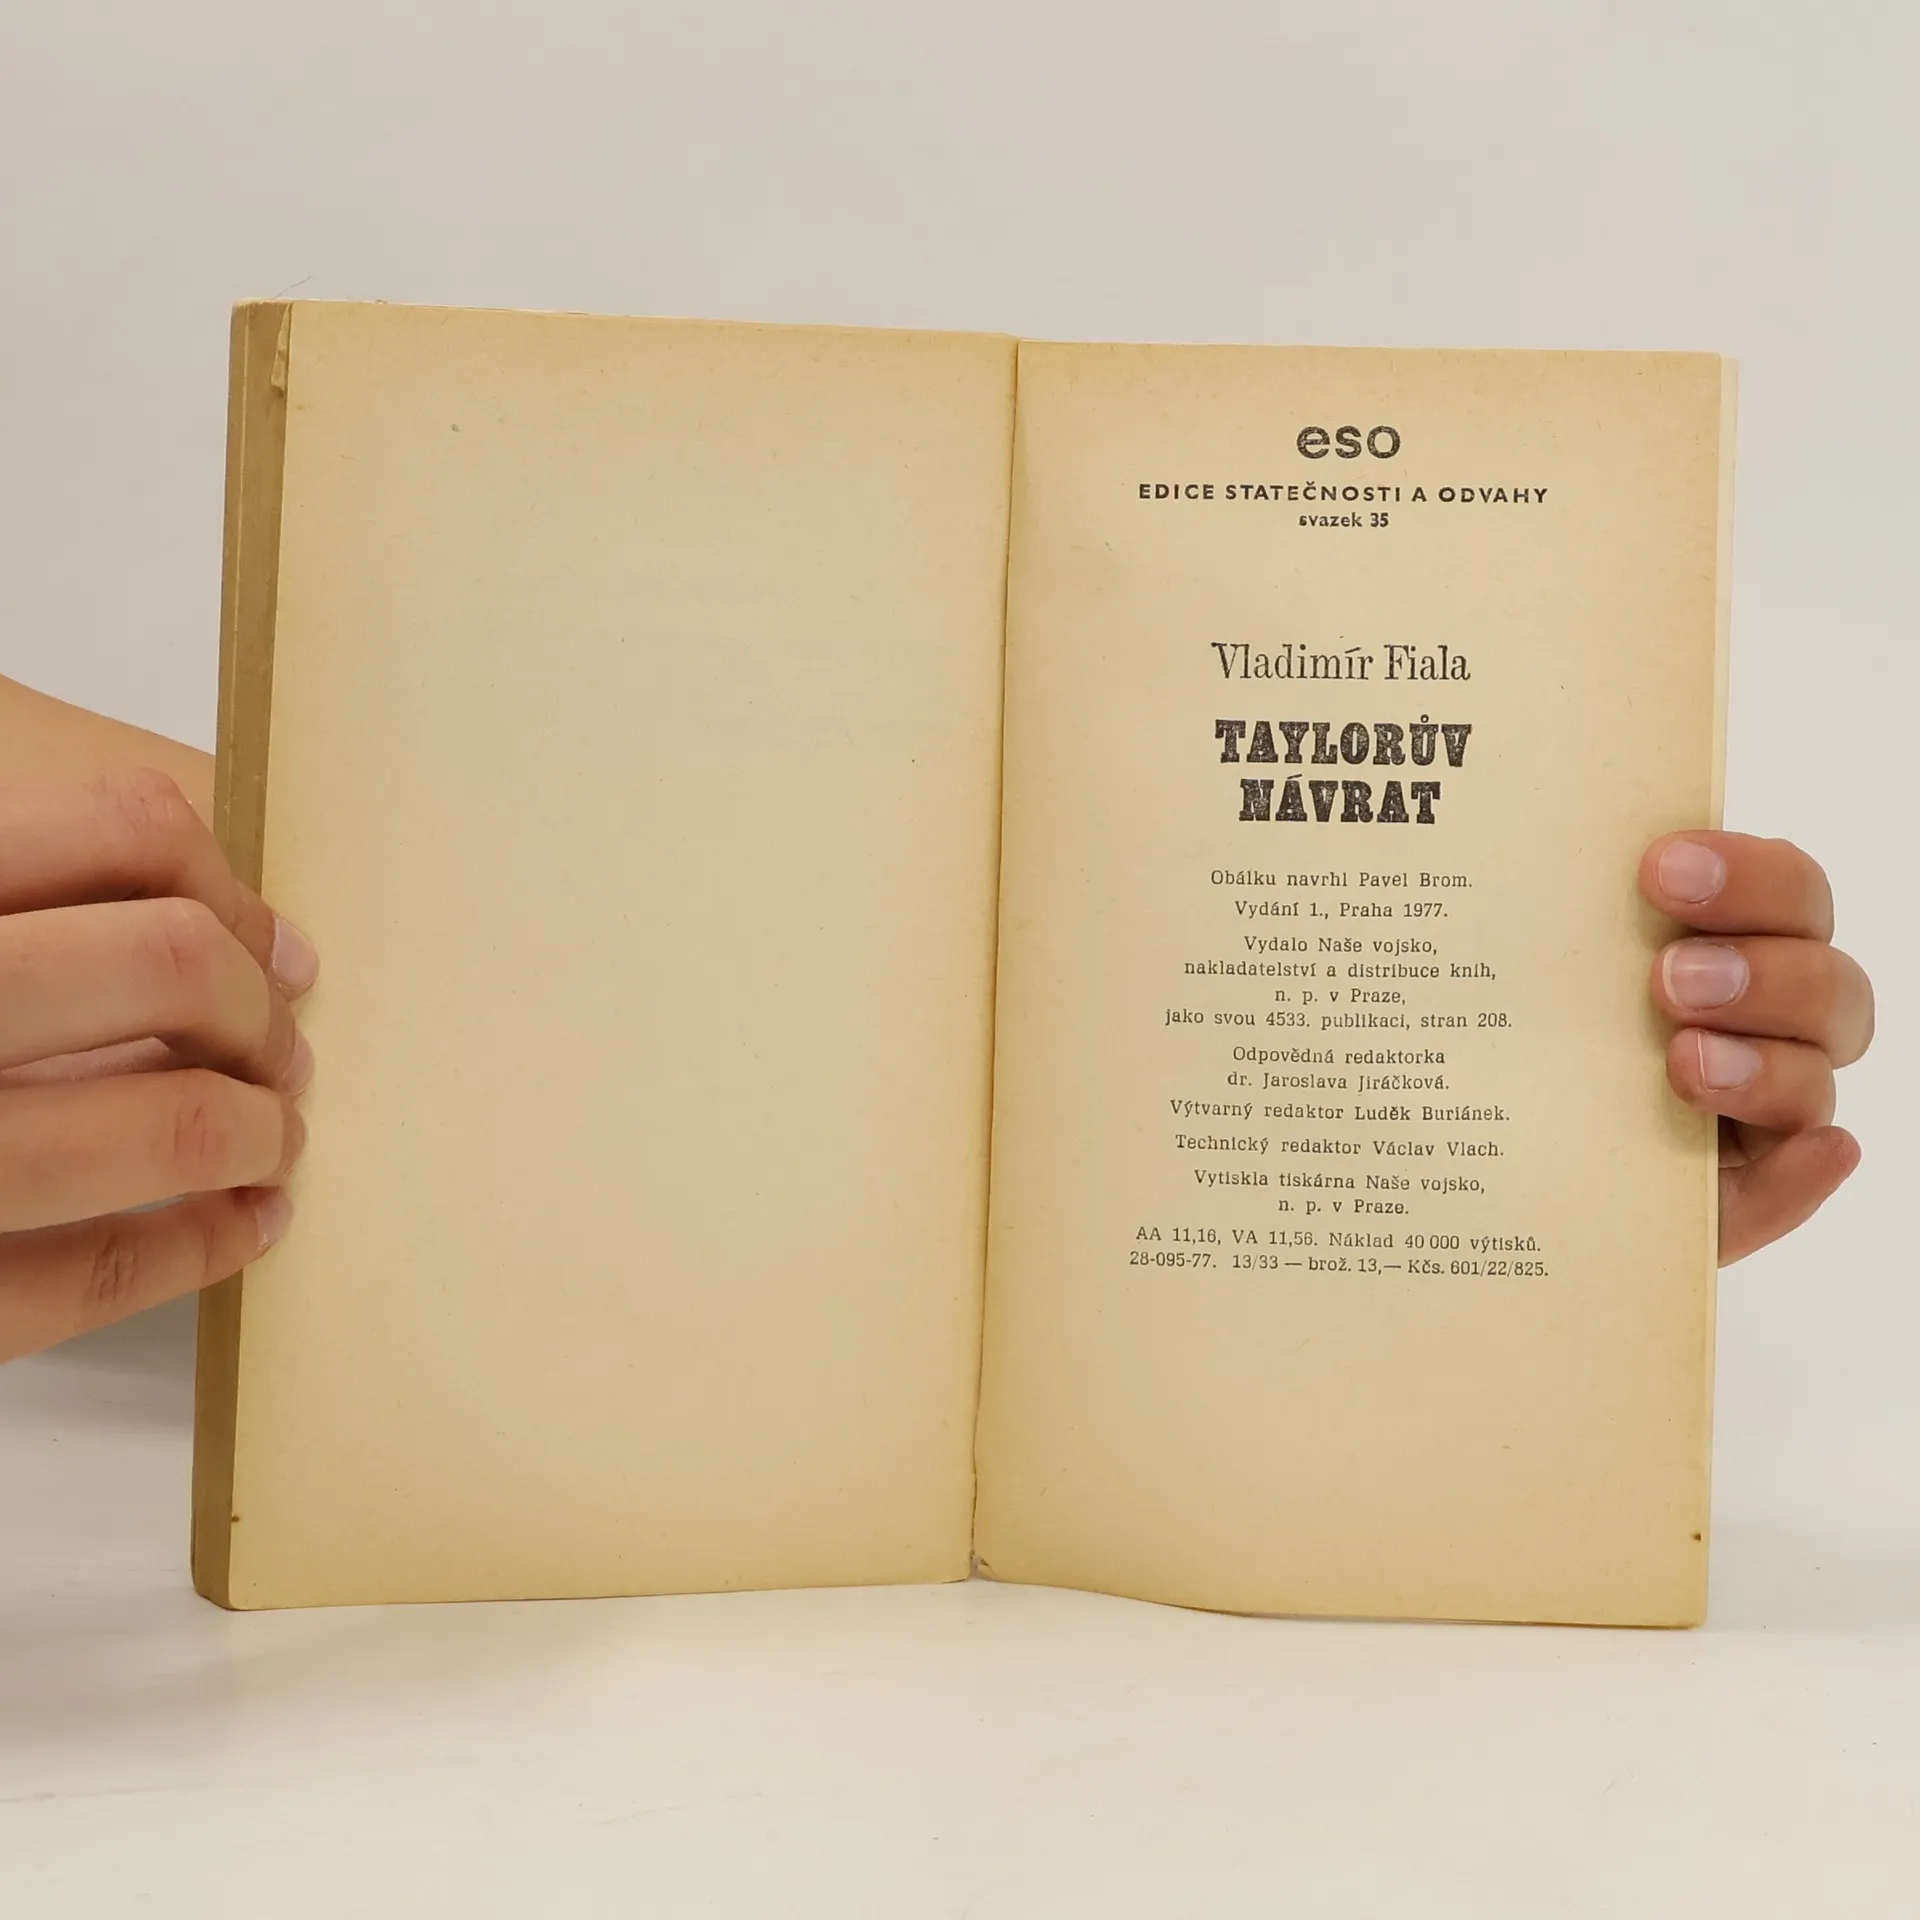 eso
EDICE STATEČNOSTI A ODVAHY
svazek 35
Vladimír Fiala
TAYLORŮV
NÁVRAT
Obálku navrhl Pavel Brom.
Vydání 1., Praha 1977.
Vydalo Naše vojsko,
nakladatelství a distribuce knih,
n. p. v Praze,
jako svou 4533. publikaci, stran 208.
Odpovědná redaktorka
dr. Jaroslava Jiráčková.
Výtvarný redaktor Luděk Buriánek.
Technický redaktor Václav Vlach.
Vytiskla tiskárna Naše vojsko,
n. p. v Praze.
AA 11,16, VA 11,56. Náklad 40 000 výtisků.
28-095-77. 13/33 — brož. 13,— Kčs. 601/22/825.